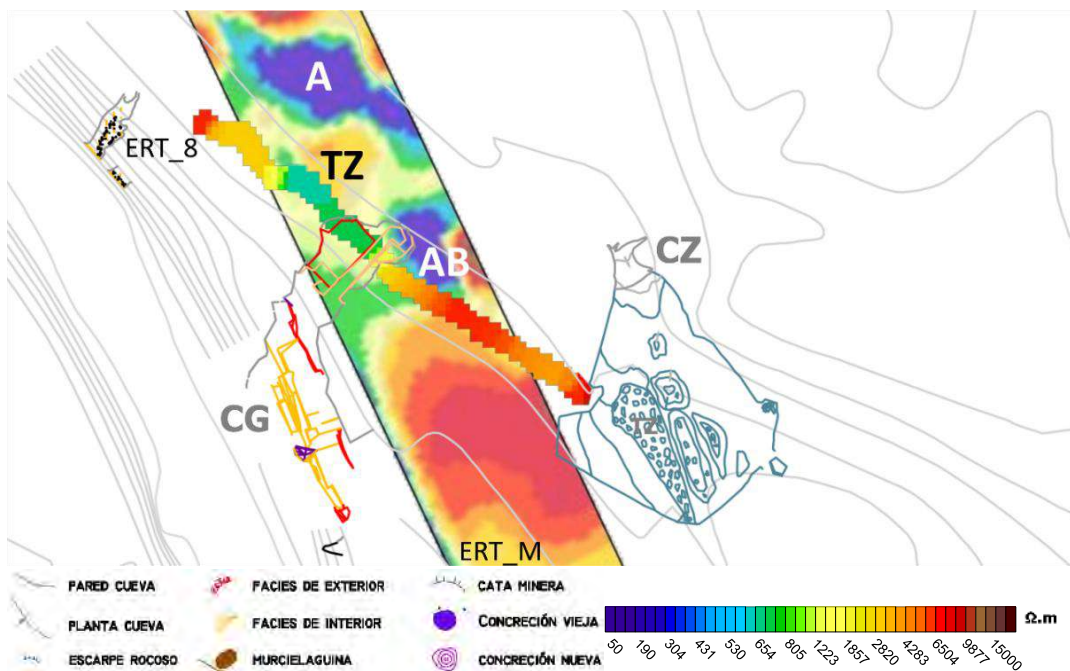 A
ERT_8
TZ
AB
CZ
CG
TZ
ERT_M
PARED CUEVA
FACIES DE EXTERIOR
CATA MINERA
PLANTA CUEVA
FACIES DE INTERIOR
CONCRECIÓN VIEJA
ESCARPE ROCOSO
MURCIELAGUINA
CONCRECIÓN NUEVA
Ω.m
50 190 304 431 530 654 805 1223 1857 2820 4283 6504 9877 15000